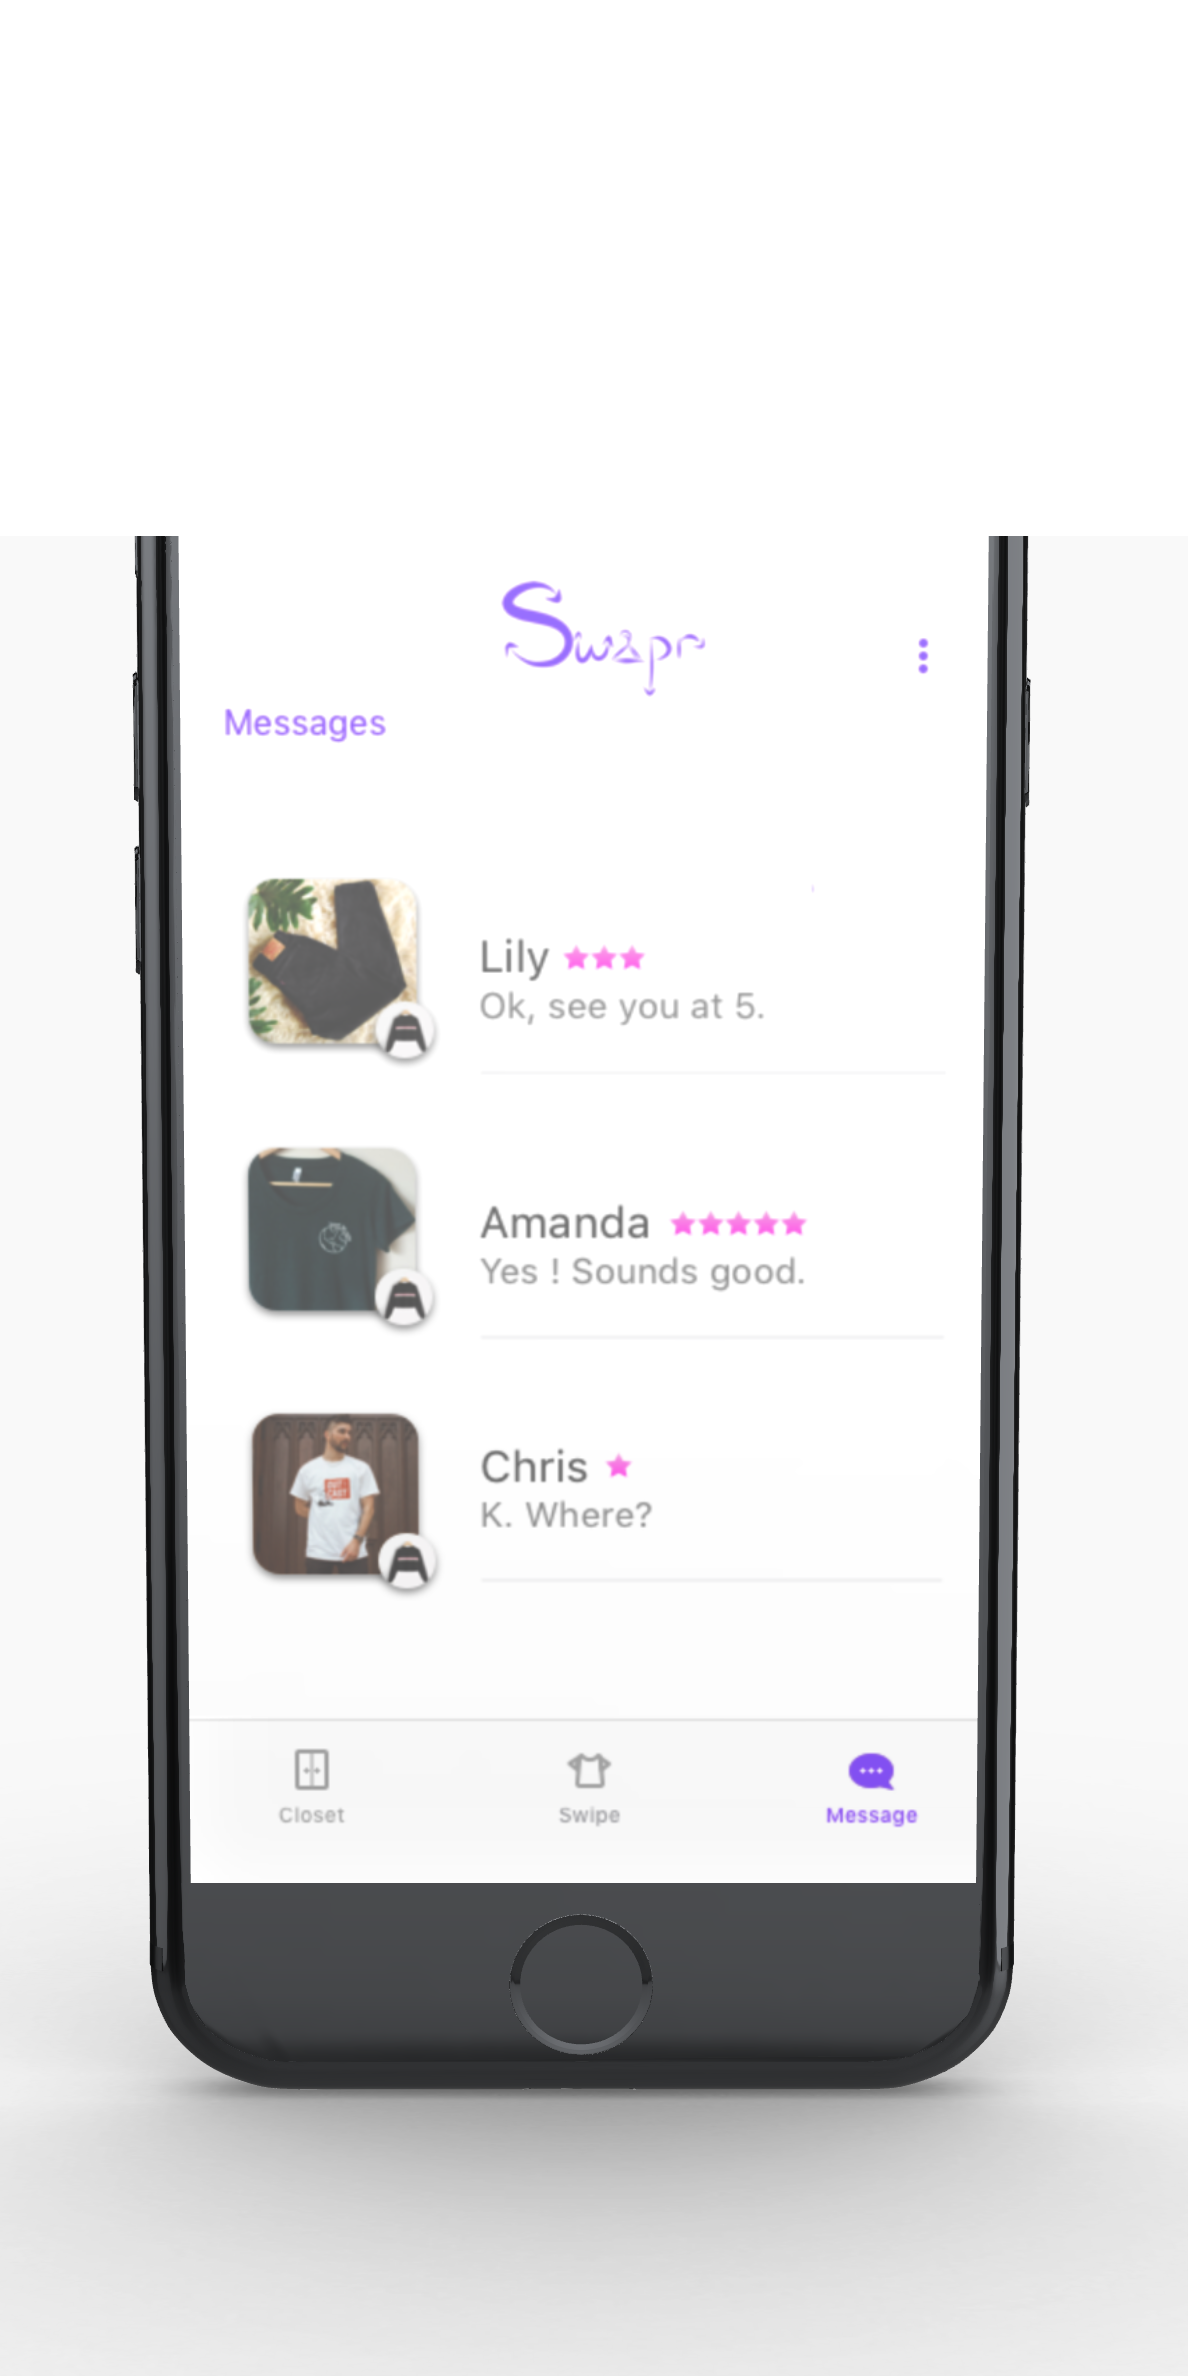 Swapr
Messages
Lily
Ok, see you at 5.
Amanda
Yes ! Sounds good.
Chris
K. Where?
Closet
Swipe
Message